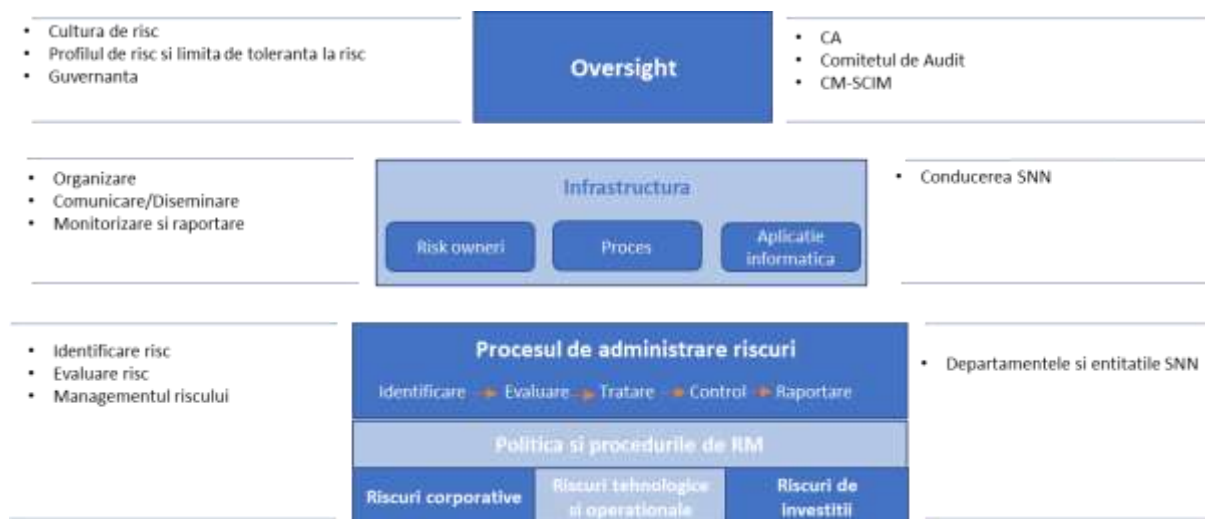 • Cultura de risc
• Profilul de risc si limita de toleranta la risc
• Guvernanta
Oversight
• CA
• Comitetul de Audit
• CM-SCIM
• Organizare
• Comunicare/Diseminare
• Monitorizare si raportare
Infrastructura
Risk owneri
Proces
Aplicatie
informatica
• Conducerea SNN
• Identificare risc
• Evaluare risc
• Managementul riscului
Procesul de administrare riscuri
Identificare Evaluare Tratare Control Raportare
Politica si procedurile de RM
Riscuri corporative
Riscuri tehnologice
si operationale
Riscuri de
investitii
• Departamentele si entitatile SNN